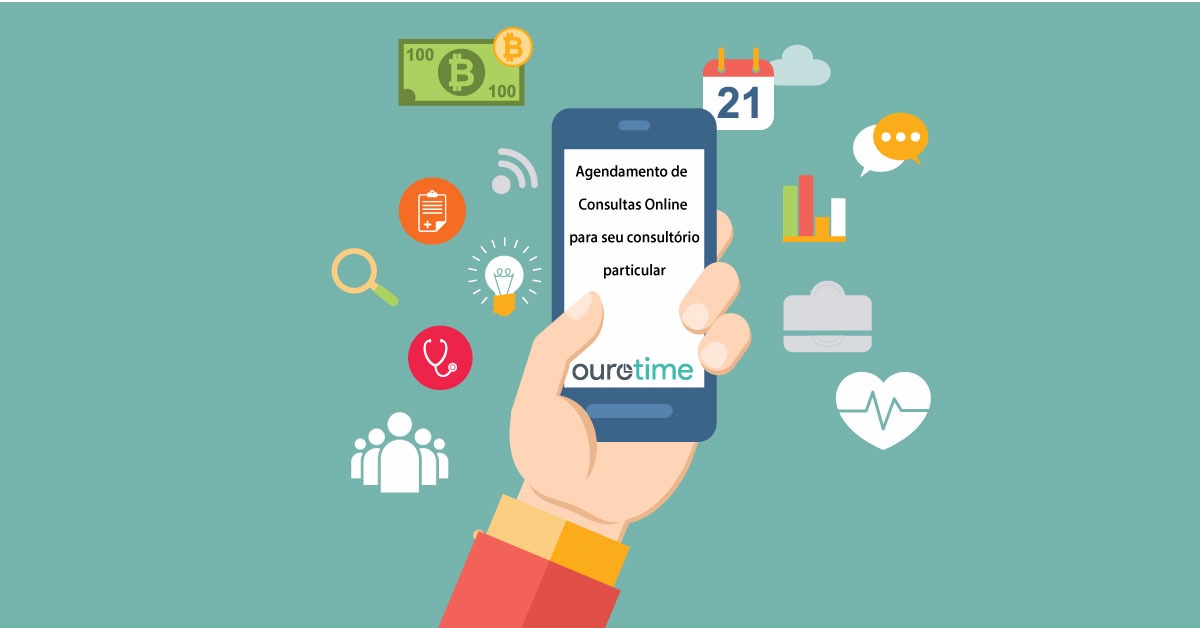 100
100
21
Agendamento de
Consultas Online
para seu consultório
particular
ourotime